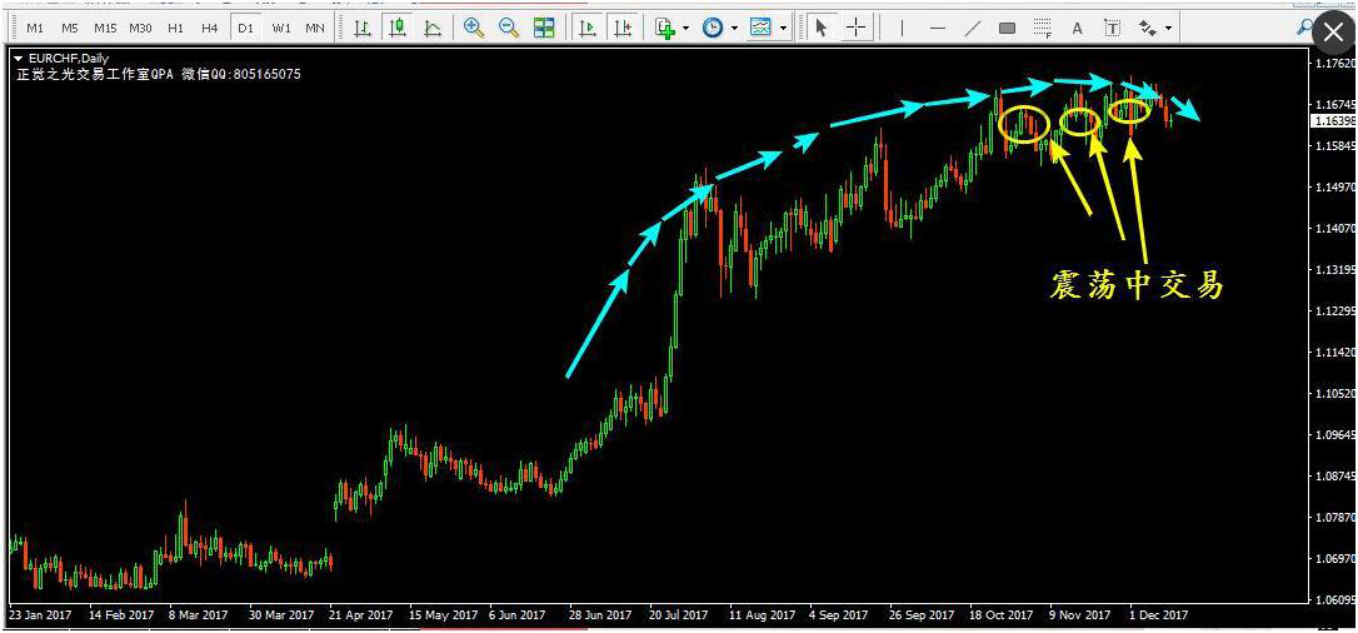 M1 M5 M15 M30 H1 H4 D1 W1 MN A T
F
EURCHF,Daily
正觉之光交易工作室QPA 微信QQ:805165075
1.17620
1.16745
1.16398
1.15845
1.14970
1.14070
1.13195
震荡中交易
1.12295
1.11420
1.10520
1.09645
1.08745
1.07870
1.06970
1.06095
23 Jan 2017 14 Feb 2017 8 Mar 2017 30 Mar 2017 21 Apr 2017 15 May 2017 6 Jun 2017 28 Jun 2017 20 Jul 2017 11 Aug 2017 4 Sep 2017 26 Sep 2017 18 Oct 2017 9 Nov 2017 1 Dec 2017